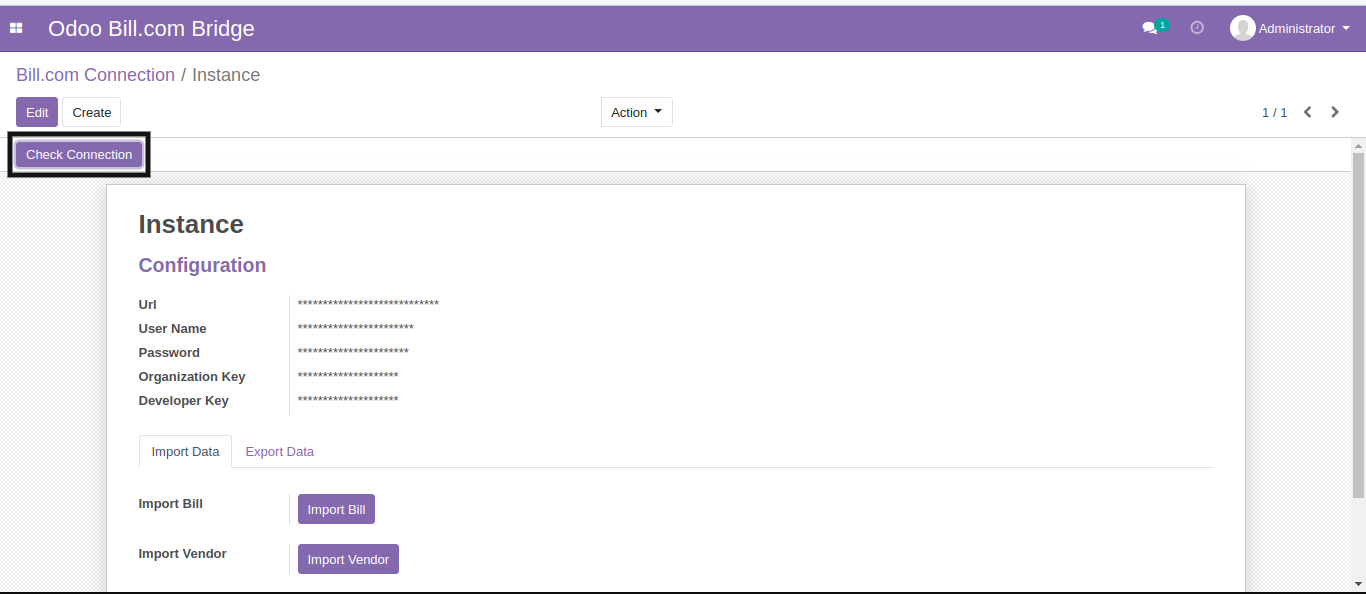 Odoo Bill.com Bridge
1
Administrator
Bill.com Connection / Instance
Edit
Create
Action
1 / 1
Check Connection
Instance
Configuration
Url ****************************
User Name ***********************
Password **********************
Organization Key ********************
Developer Key ********************
Import Data
Export Data
Import Bill
Import Bill
Import Vendor
Import Vendor